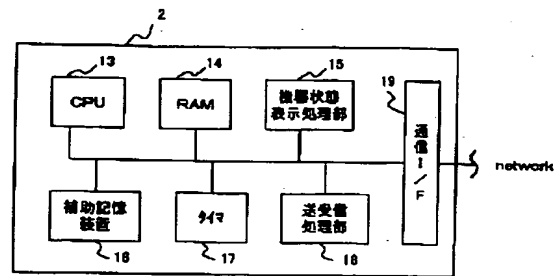 2
13
14
15
CPU
RAM
機器状態
表示処理部
19
通信I/F
network
補助記憶
装置
タイマ
送受信
処理部
16
17
18